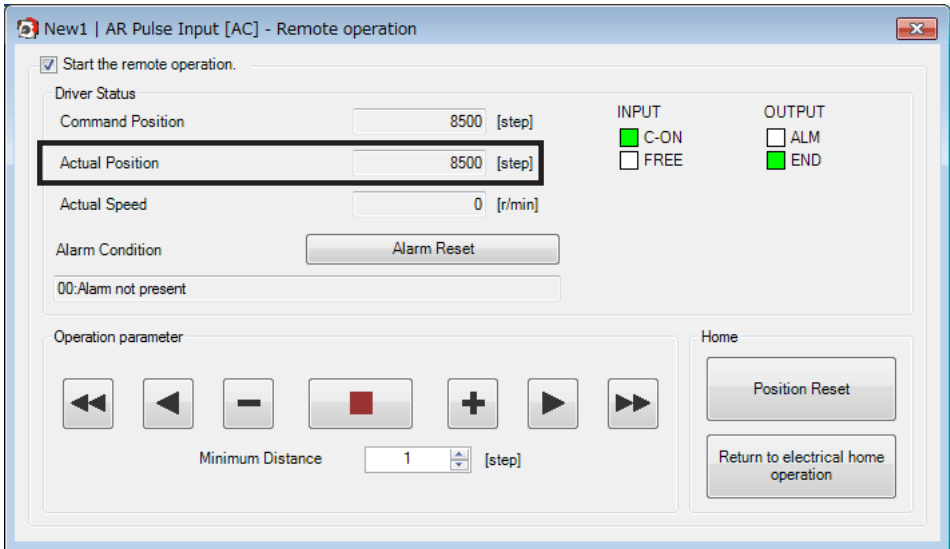 New1 | AR Pulse Input [AC] - Remote operation
Start the remote operation.
Driver Status
Command Position 8500 [step]
Actual Position 8500 [step]
Actual Speed 0 [r/min]
INPUT
C-ON
FREE
OUTPUT
ALM
END
Alarm Condition Alarm Reset
00:Alarm not present
Operation parameter
Minimum Distance 1 [step]
Home
Position Reset
Return to electrical home
operation